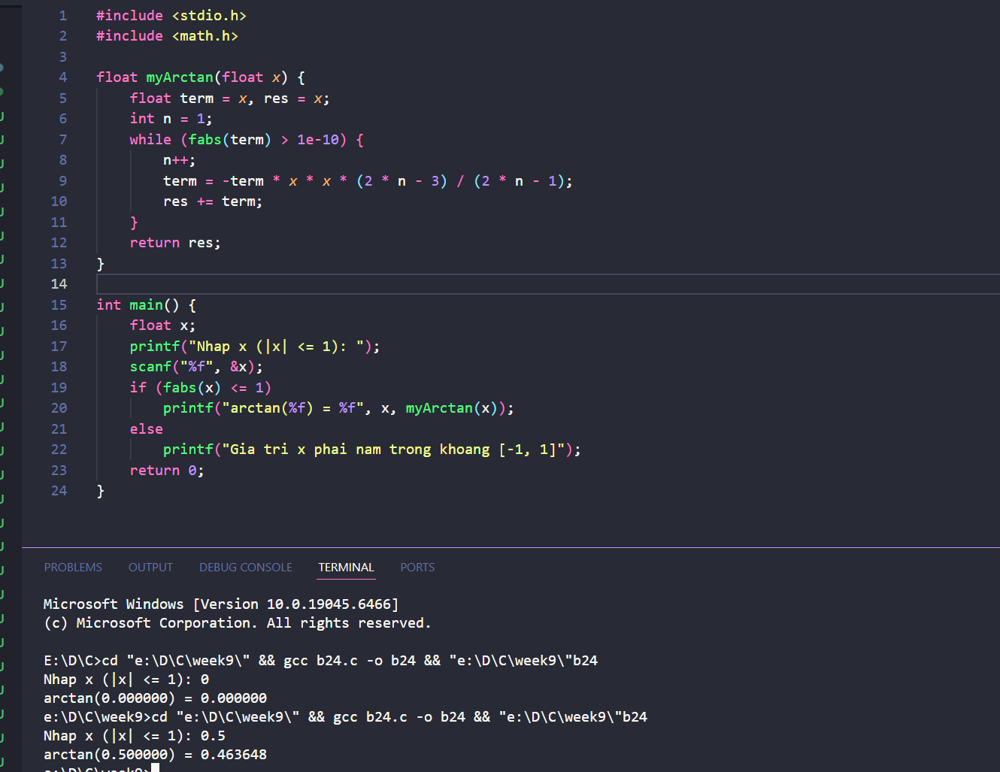 1 #include <stdio.h>
2 #include <math.h>
3
4 float myArctan(float x) {
5 float term = x, res = x;
6 int n = 1;
7 while (fabs(term) > 1e-10) {
8 n++;
9 term = -term * x * x * (2 * n - 3) / (2 * n - 1);
10 res += term;
11 }
12 return res;
13 }
14
15 int main() {
16 float x;
17 printf("Nhap x (|x| <= 1): ");
18 scanf("%f", &x);
19 if (fabs(x) <= 1)
20 printf("arctan(%f) = %f", x, myArctan(x));
21 else
22 printf("Gia tri x phai nam trong khoang [-1, 1]");
23 return 0;
24 }
PROBLEMS OUTPUT DEBUG CONSOLE TERMINAL PORTS
Microsoft Windows [Version 10.0.19045.6466]
(c) Microsoft Corporation. All rights reserved.
E:\D\C>cd "e:\D\C\week9\" && gcc b24.c -o b24 && "e:\D\C\week9\"b24
Nhap x (|x| <= 1): 0
arctan(0.000000) = 0.000000
e:\D\C\week9>cd "e:\D\C\week9\" && gcc b24.c -o b24 && "e:\D\C\week9\"b24
Nhap x (|x| <= 1): 0.5
arctan(0.500000) = 0.463648
e:\D\C\week9>